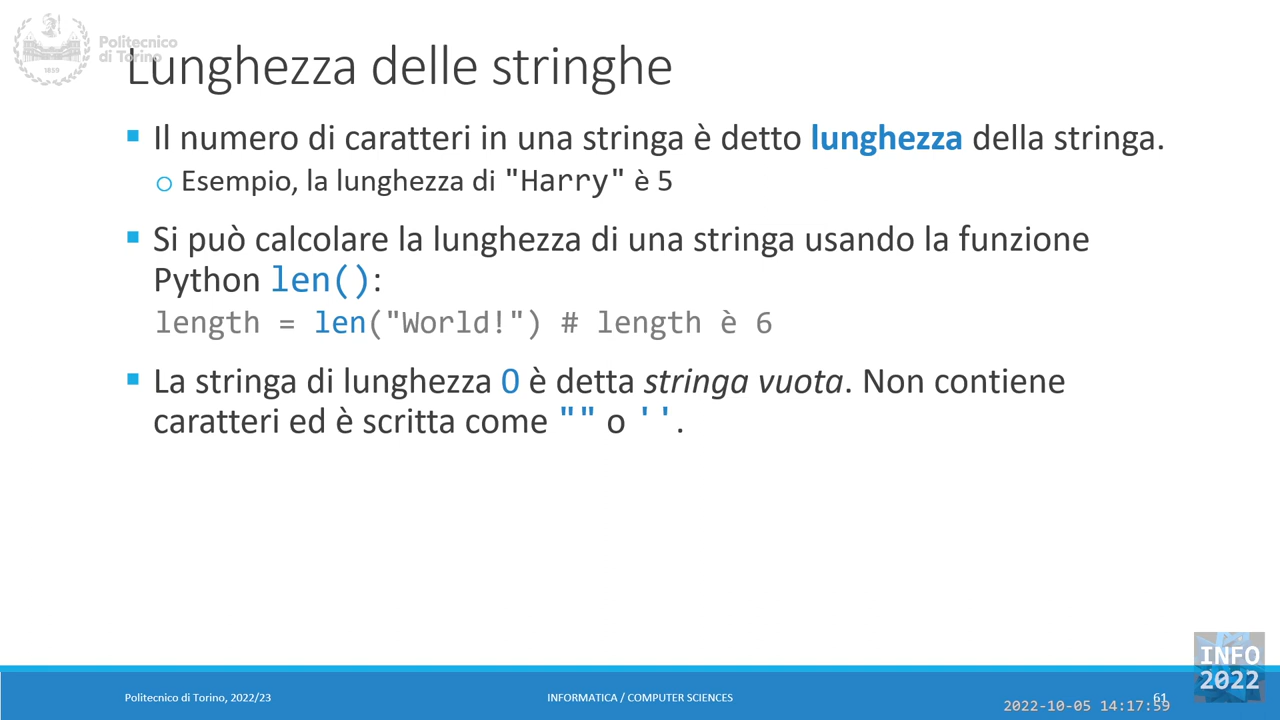 Politecnico
di Torino
1859
Lunghezza delle stringhe
Il numero di caratteri in una stringa è detto lunghezza della stringa.
Esempio, la lunghezza di "Harry" è 5
Si può calcolare la lunghezza di una stringa usando la funzione
Python len():
length = len("World!") # length è 6
La stringa di lunghezza 0 è detta stringa vuota. Non contiene
caratteri ed è scritta come "" o ''.
INFO
2022
Politecnico di Torino, 2022/23
INFORMATICA / COMPUTER SCIENCES
61
2022-10-05 14:17:59